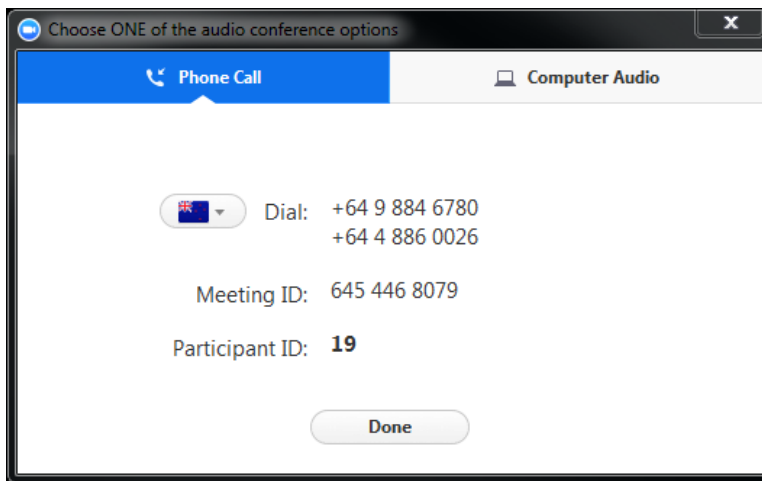 Choose ONE of the audio conference options
Phone Call
Computer Audio
Dial: +64 9 884 6780
+64 4 886 0026
Meeting ID: 645 446 8079
Participant ID: 19
Done